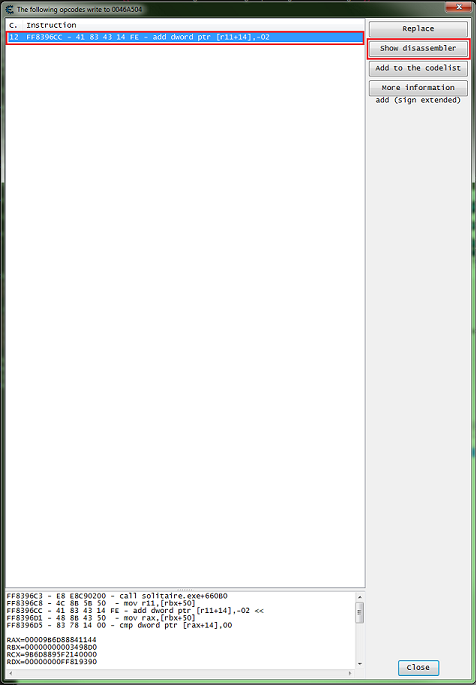 The following opcodes write to 0046A504
C. Instruction
12 FF8396CC - 41 83 43 14 FE - add dword ptr [r11+14],-02
Replace
Show disassembler
Add to the codelist
More information
add (sign extended)
FF8396C3 - E8 E8C90200 - call solitaire.exe+660B0
FF8396C8 - 4C 8B 5B 50 - mov r11,[rbx+50]
FF8396CC - 41 83 43 14 FE - add dword ptr [r11+14],-02 <<
FF8396D1 - 48 8B 43 50 - mov rax,[rbx+50]
FF8396D5 - 83 78 14 00 - cmp dword ptr [rax+14],00
RAX=00009B6D88841144
RBX=00000000003498D0
RCX=9B6D8895F2140000
RDX=00000000FF819390
Close